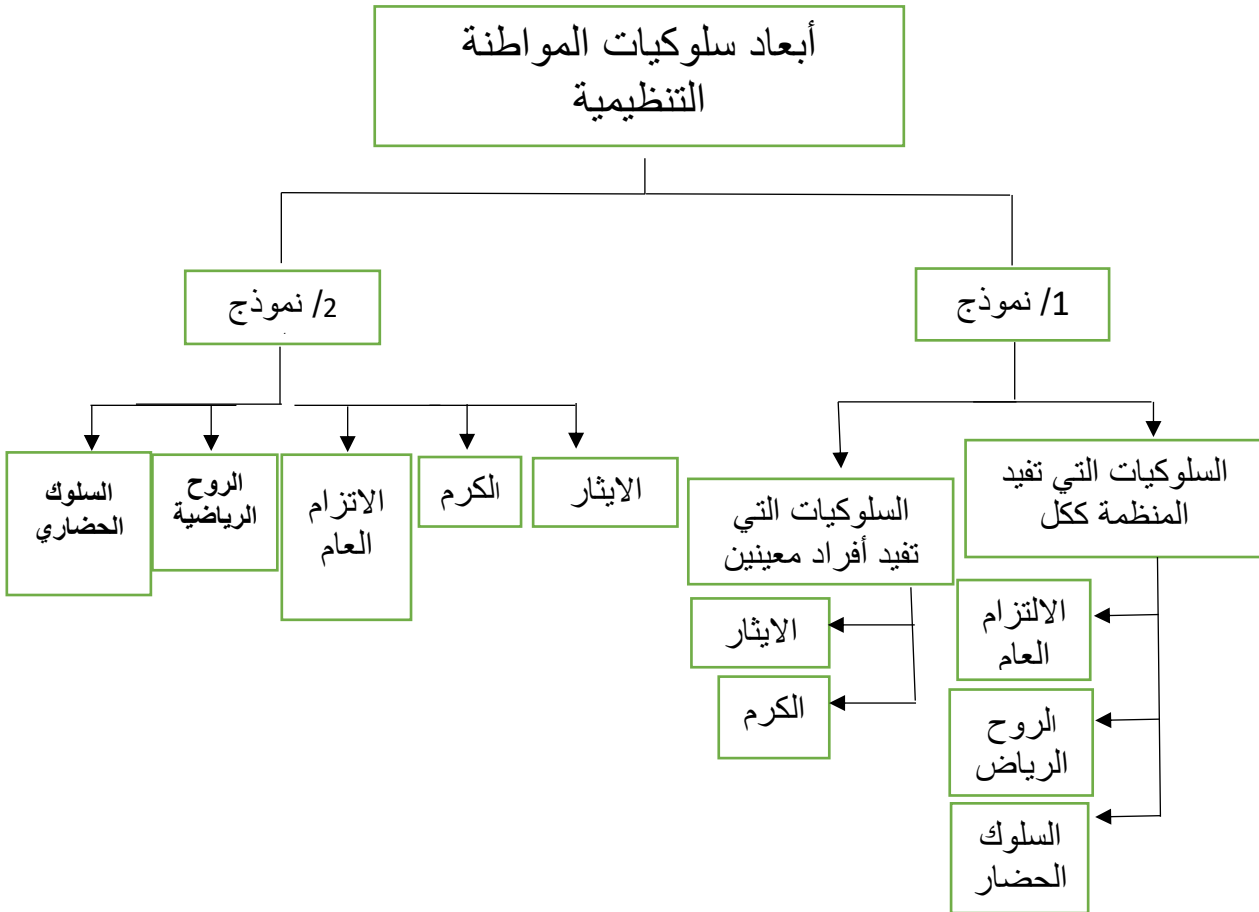 أبعاد سلوكيات المواطنة
التنظيمية
1/ نموذج
2/ نموذج
السلوكيات التي تفيد
المنظمة ككل
السلوكيات التي
تفيد أفراد معينين
الالتزام
العام
الروح
الرياض
السلوك
الحضار
الايثار
الكرم
الايثار
الكرم
الاتزام
العام
الروح
الرياضية
السلوك
الحضاري